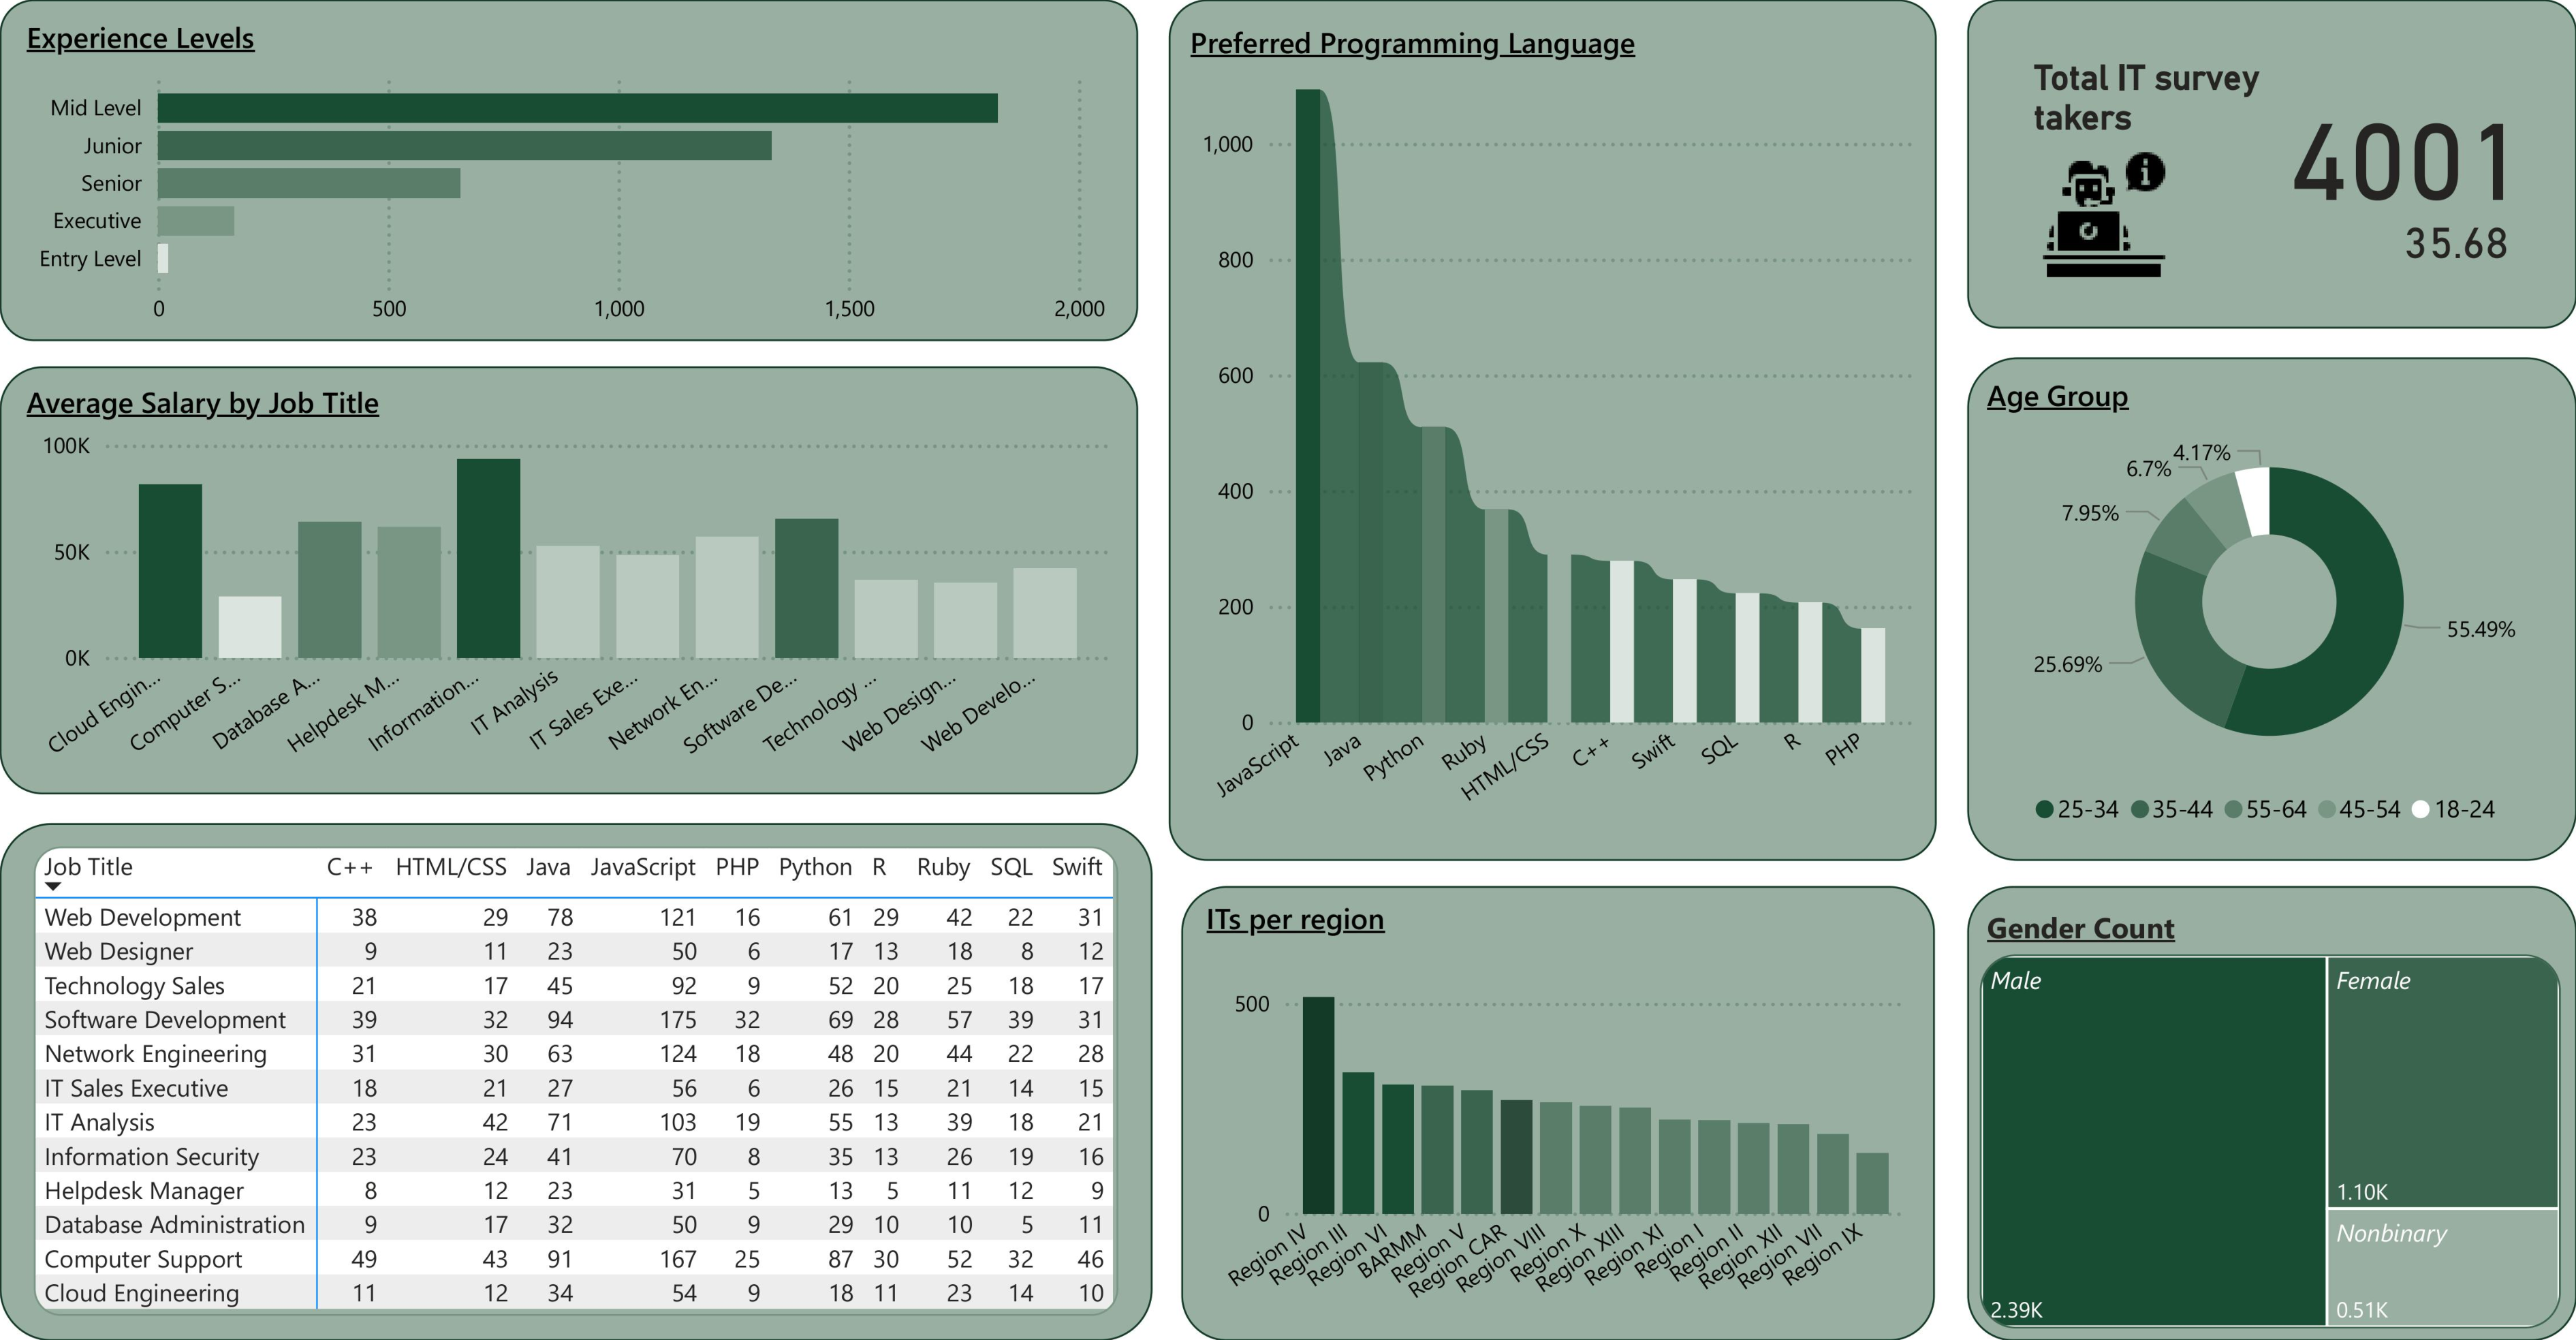 Experience Levels
Mid Level
Junior
Senior
Executive
Entry Level
0 500 1,000 1,500 2,000
Average Salary by Job Title
100K
50K
0K
Cloud Engin...
Computer S...
Database A...
Helpdesk M...
Information...
IT Analysis
IT Sales Exe...
Network En...
Software De...
Technology ...
Web Design...
Web Develo...
Job Title C++ HTML/CSS Java JavaScript PHP Python R Ruby SQL Swift
Web Development 38 29 78 121 16 61 29 42 22 31
Web Designer 9 11 23 50 6 17 13 18 8 12
Technology Sales 21 17 45 92 9 52 20 25 18 17
Software Development 39 32 94 175 32 69 28 57 39 31
Network Engineering 31 30 63 124 18 48 20 44 22 28
IT Sales Executive 18 21 27 56 6 26 15 21 14 15
IT Analysis 23 42 71 103 19 55 13 39 18 21
Information Security 23 24 41 70 8 35 13 26 19 16
Helpdesk Manager 8 12 23 31 5 13 5 11 12 9
Database Administration 9 17 32 50 9 29 10 10 5 11
Computer Support 49 43 91 167 25 87 30 52 32 46
Cloud Engineering 11 12 34 54 9 18 11 23 14 10
Preferred Programming Language
1,000
800
600
400
200
0
JavaScript
Java
Python
Ruby
HTML/CSS
C++
Swift
SQL
R
PHP
ITs per region
500
0
Region IV
Region III
Region VI
BARMM
Region V
Region CAR
Region VIII
Region X
Region XIII
Region XI
Region I
Region II
Region XII
Region VII
Region IX
Total IT survey
takers
4001
35.68
Age Group
4.17%
6.7%
7.95%
55.49%
25.69%
25-34 35-44 55-64 45-54 18-24
Gender Count
Male
2.39K
Female
1.10K
Nonbinary
0.51K